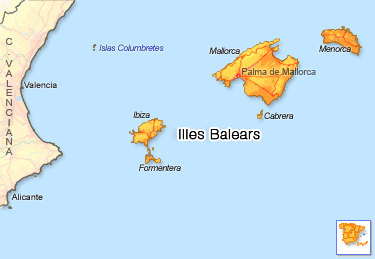 Islas Columbretes
Mallorca
Menorca
Palma de Mallorca
C. VALENCIANA
Valencia
Ibiza
Cabrera
Illes Balears
Formentera
Alicante